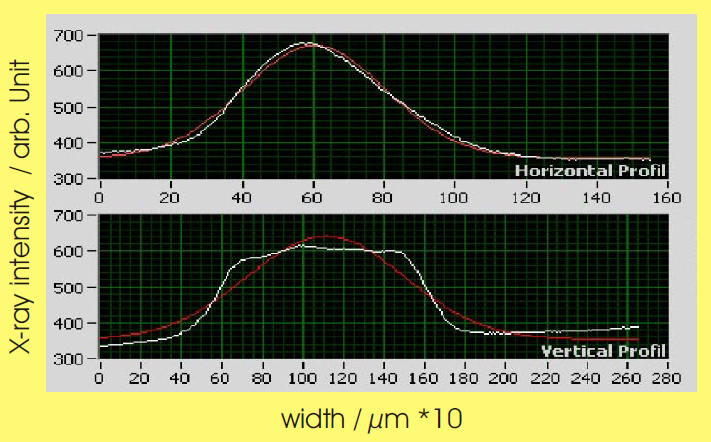 X-ray intensity / arb. Unit
700
600
500
400
300
Horizontal Profil
0 20 40 60 80 100 120 140 160
700
600
500
400
300
Vertical Profil
0 20 40 60 80 100 120 140 160 180 200 220 240 260 280
width / µm *10